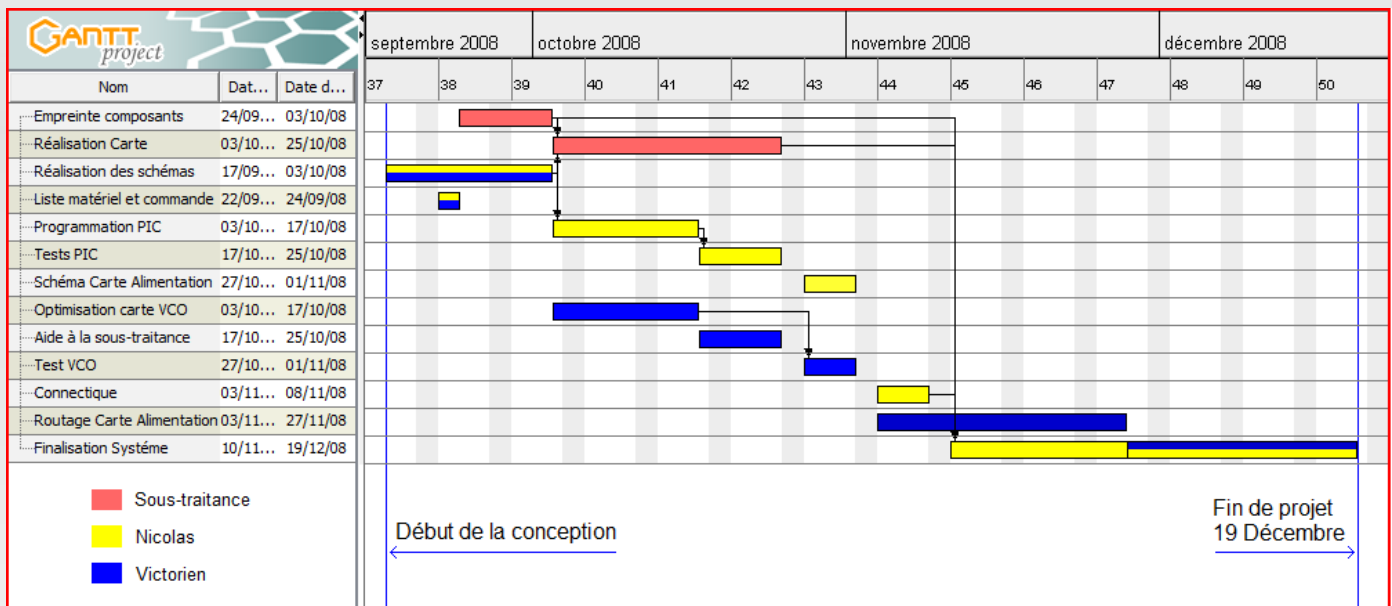 GANTT
project
septembre 2008 octobre 2008 novembre 2008 décembre 2008
Nom Dat... Date d... 37 38 39 40 41 42 43 44 45 46 47 48 49 50
Empreinte composants 24/09... 03/10/08
Réalisation Carte 03/10... 25/10/08
Réalisation des schémas 17/09... 03/10/08
Liste matériel et commande 22/09... 24/09/08
Programmation PIC 03/10... 17/10/08
Tests PIC 17/10... 25/10/08
Schéma Carte Alimentation 27/10... 01/11/08
Optimisation carte VCO 03/10... 17/10/08
Aide à la sous-traitance 17/10... 25/10/08
Test VCO 27/10... 01/11/08
Connectique 03/11... 08/11/08
Routage Carte Alimentation 03/11... 27/11/08
Finalisation Systéme 10/11... 19/12/08
Sous-traitance
Nicolas
Victorien
Début de la conception
Fin de projet
19 Décembre